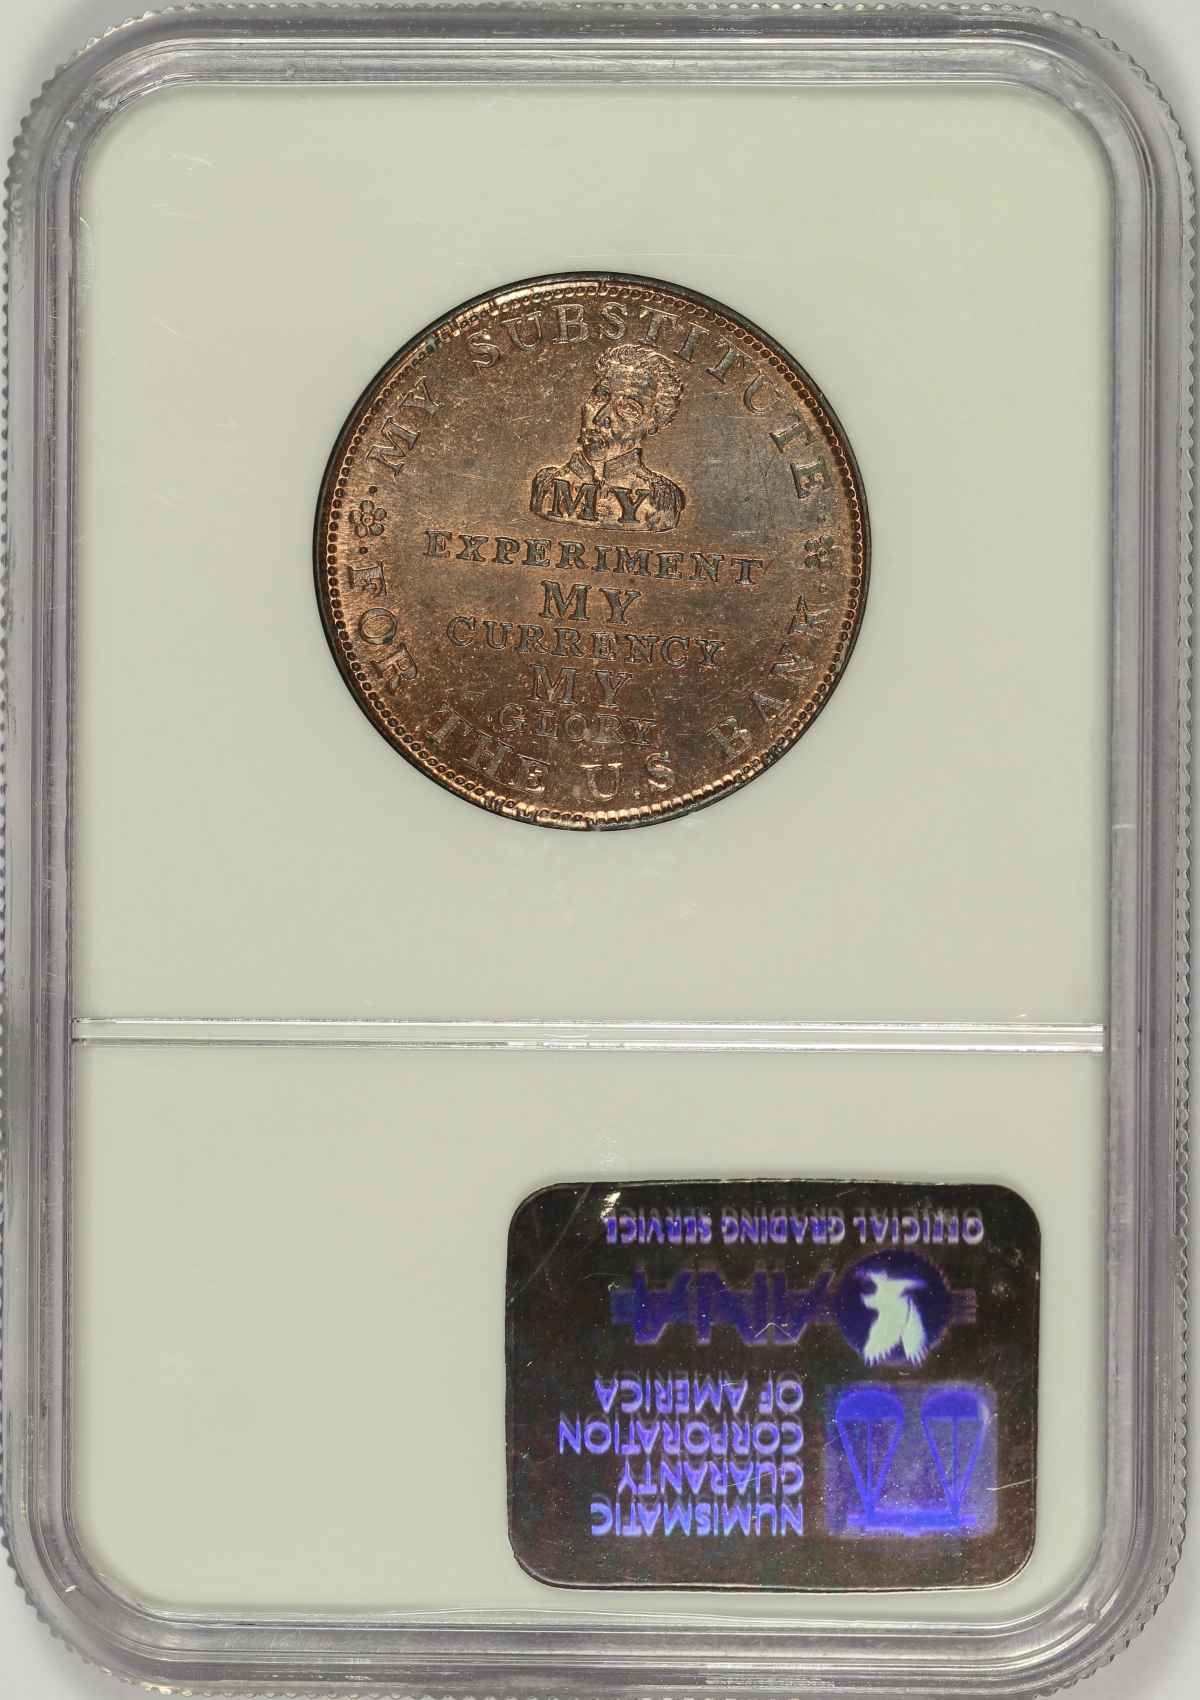 MY SUBSTITUTE
FOR THE U.S BANK
MY
EXPERIMENT
MY
CURRENCY
MY
GLORY
OFFICIAL GRADING SERVICE
ANA
NUMISMATIC
GUARANTY
CORPORATION
OF AMERICA